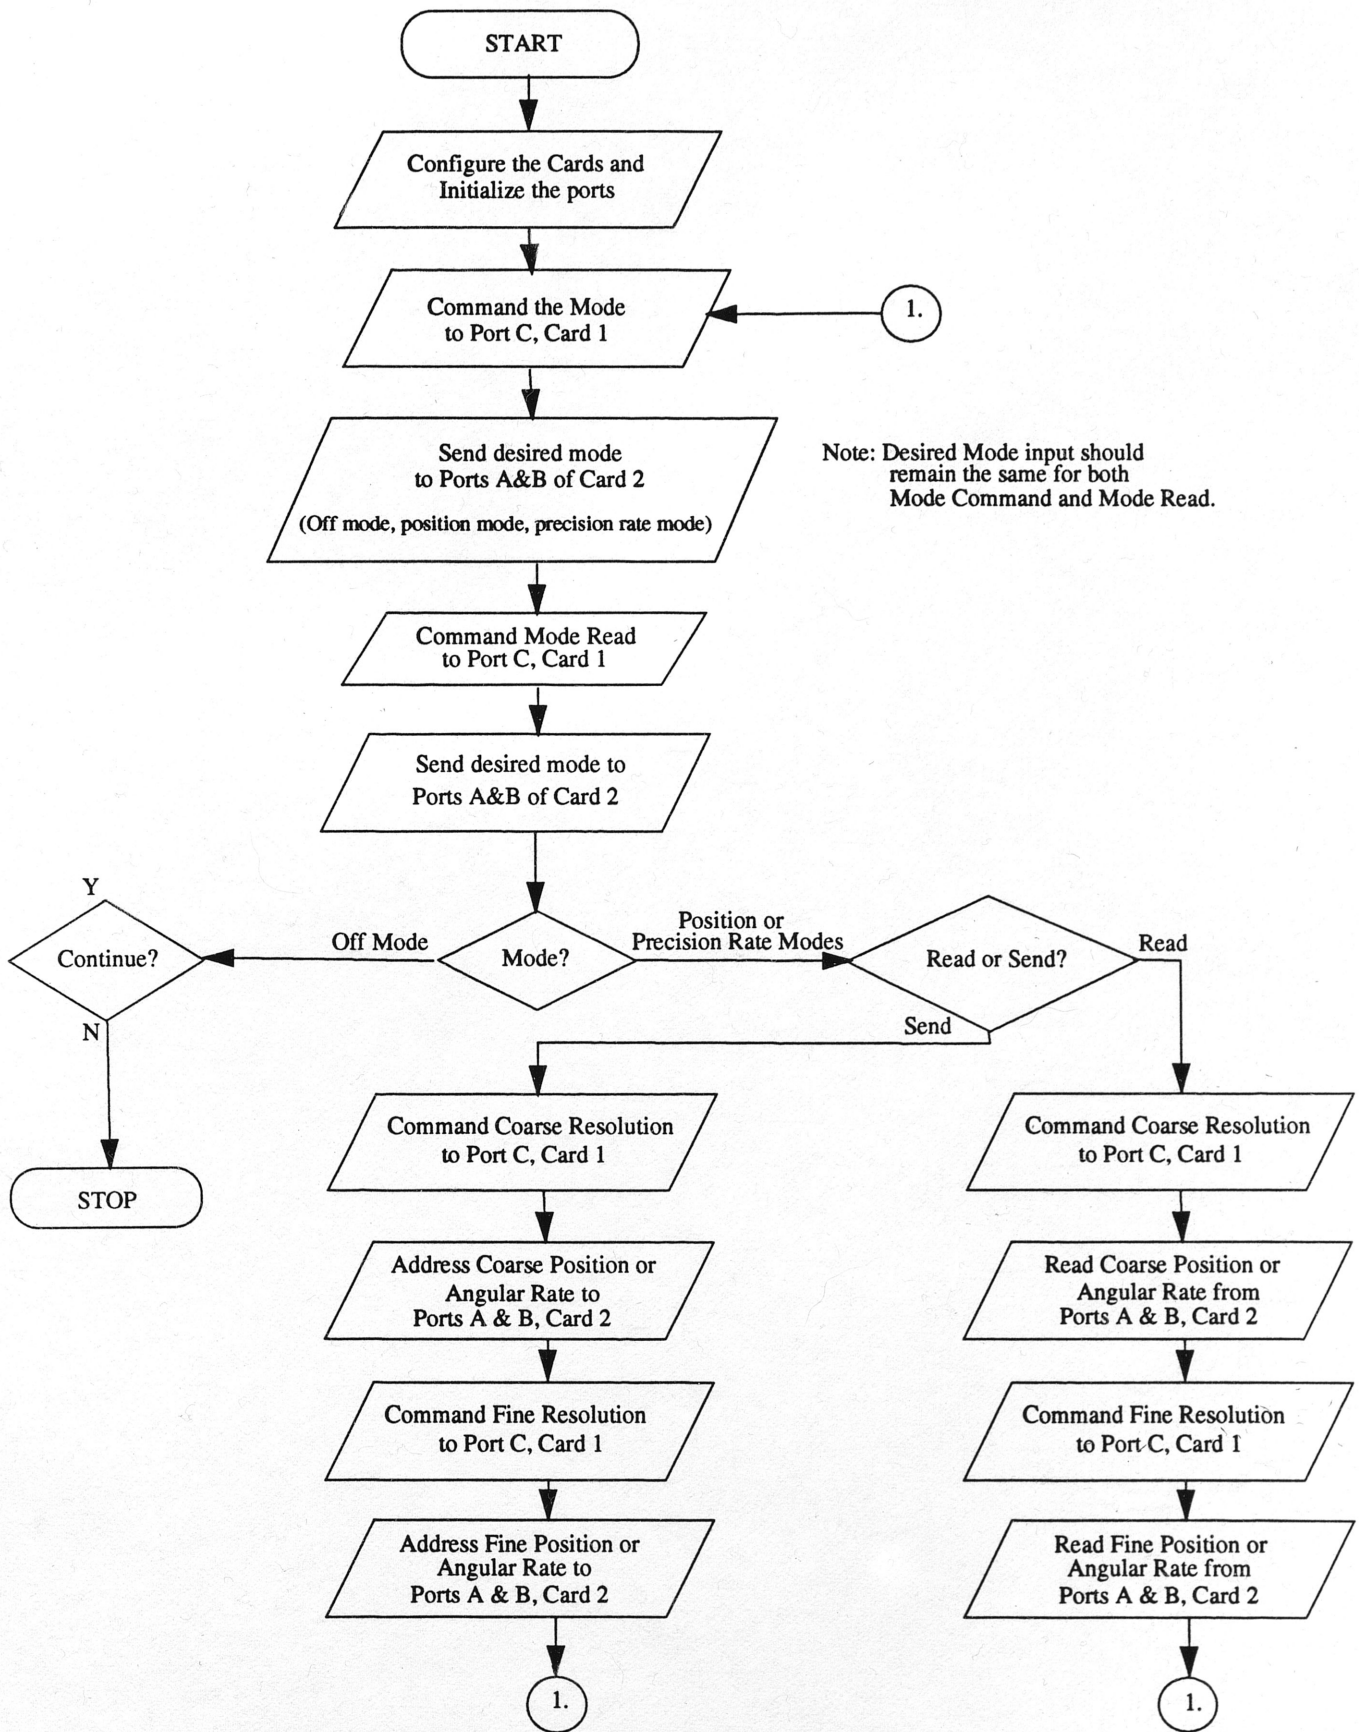 START
Configure the Cards and
Initialize the ports
Command the Mode
to Port C, Card 1
1.
Send desired mode
to Ports A&B of Card 2
(Off mode, position mode, precision rate mode)
Note: Desired Mode input should
remain the same for both
Mode Command and Mode Read.
Command Mode Read
to Port C, Card 1
Send desired mode to
Ports A&B of Card 2
Y
Continue?
N
Off Mode
Mode?
Position or
Precision Rate Modes
Read or Send?
Read
Send
STOP
Command Coarse Resolution
to Port C, Card 1
Address Coarse Position or
Angular Rate to
Ports A & B, Card 2
Command Fine Resolution
to Port C, Card 1
Address Fine Position or
Angular Rate to
Ports A & B, Card 2
1.
Command Coarse Resolution
to Port C, Card 1
Read Coarse Position or
Angular Rate from
Ports A & B, Card 2
Command Fine Resolution
to Port C, Card 1
Read Fine Position or
Angular Rate from
Ports A & B, Card 2
1.